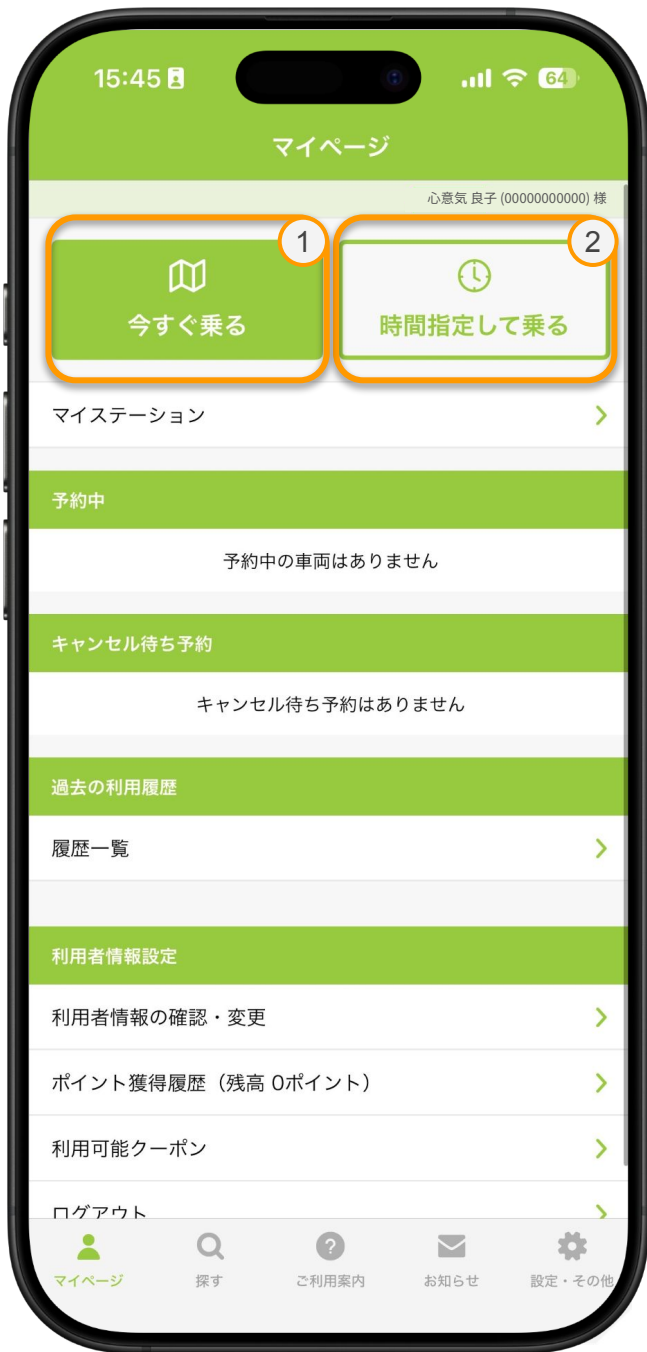 15:45
64
マイページ
心意気 良子 (00000000000) 様
1
2
今すぐ乗る
時間指定して乗る
マイステーション
予約中
予約中の車両はありません
キャンセル待ち予約
キャンセル待ち予約はありません
過去の利用履歴
履歴一覧
利用者情報設定
利用者情報の確認・変更
ポイント獲得履歴（残高 0ポイント）
利用可能クーポン
ログアウト
マイページ
探す
?
ご利用案内
お知らせ
設定・その他